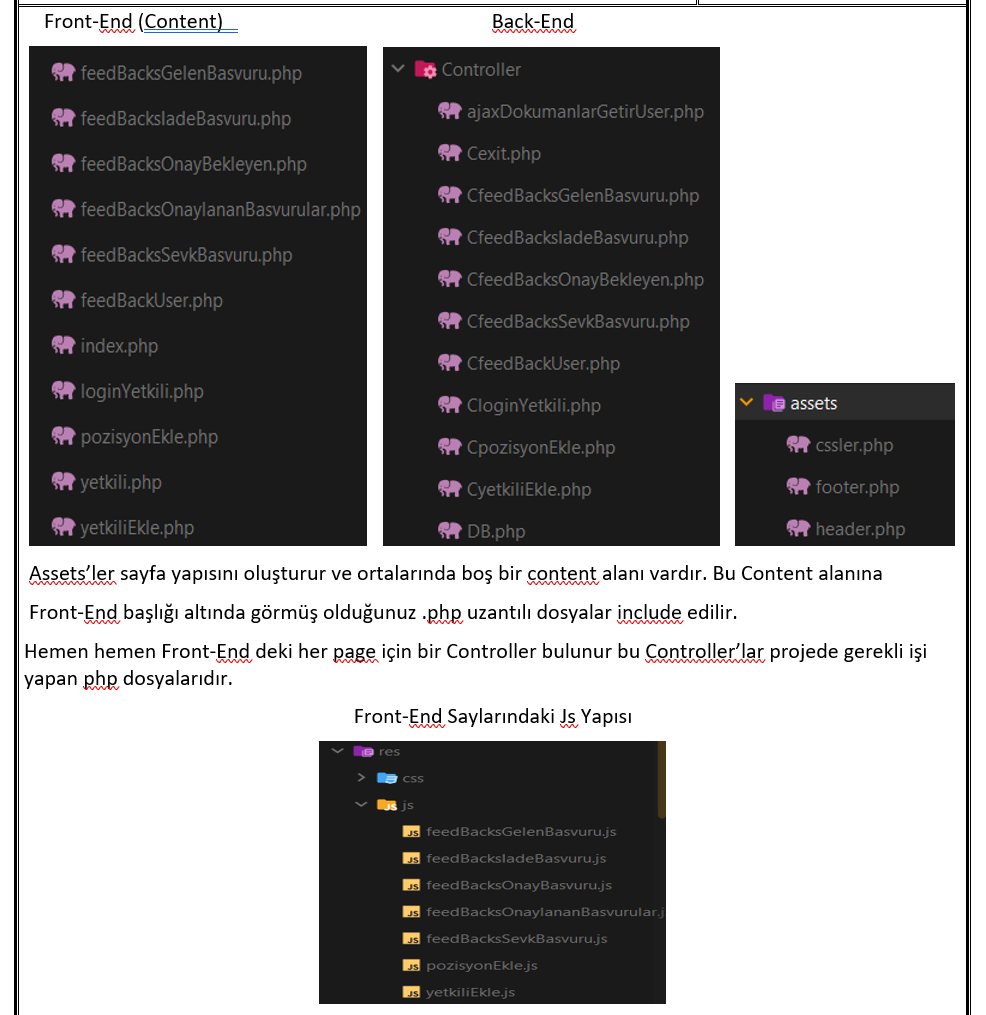 Front-End (Content)
Back-End
feedBacksGelenBasvuru.php
feedBacksIadeBasvuru.php
feedBacksOnayBekleyen.php
feedBacksOnaylananBasvurular.php
feedBacksSevkBasvuru.php
feedBackUser.php
index.php
loginYetkili.php
pozisyonEkle.php
yetkili.php
yetkiliEkle.php
Controller
ajaxDokumanlarGetirUser.php
Cexit.php
CfeedBacksGelenBasvuru.php
CfeedBacksIadeBasvuru.php
CfeedBacksOnayBekleyen.php
CfeedBacksSevkBasvuru.php
CfeedBackUser.php
CloginYetkili.php
CpozisyonEkle.php
CyetkiliEkle.php
DB.php
assets
cssler.php
footer.php
header.php
Assets’ler sayfa yapısını oluşturur ve ortalarında boş bir content alanı vardır. Bu Content alanına
Front-End başlığı altında görmüş olduğunuz .php uzantılı dosyalar include edilir.
Hemen hemen Front-End deki her page için bir Controller bulunur bu Controller’lar projede gerekli işi
yapan php dosyalarıdır.
Front-End Saylarındaki Js Yapısı
res
css
js
feedBacksGelenBasvuru.js
feedBacksIadeBasvuru.js
feedBacksOnayBasvuru.js
feedBacksOnaylananBasvurular.j
feedBacksSevkBasvuru.js
pozisyonEkle.js
yetkiliEkle.js